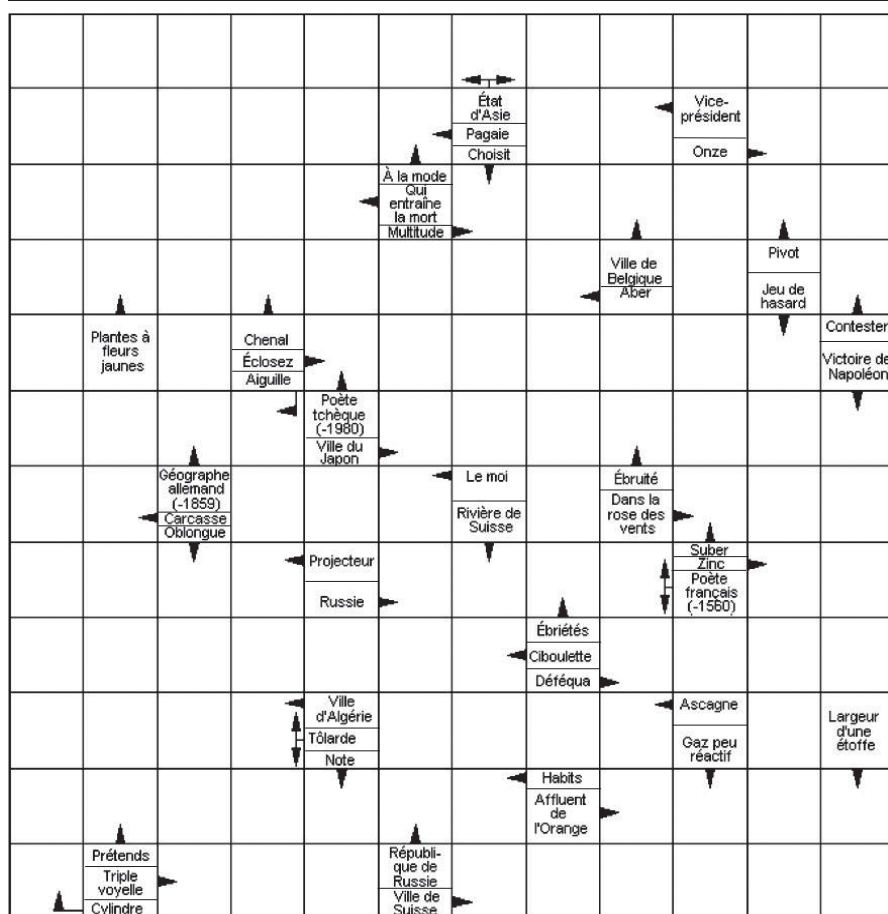 État
d'Asie
Pagaie
Choisit
Vice-
président
Onze
À la mode
Qui
entraîne
la mort
Multitude
Ville de
Belgique
Aber
Pivot
Jeu de
hasard
Plantes à
fleurs
jaunes
Chenal
Éclosez
Aiguille
Contester
Victoire de
Napoléon
Poète
tchèque
(-1980)
Ville du
Japon
Géographe
allemand
(-1859)
Carcasse
Oblongue
Le moi
Rivière de
Suisse
Ébruité
Dans la
rose des
vents
Projecteur
Russie
Suber
Zinc
Poète
français
(-1560)
Ébriétés
Ciboulette
Déféqua
Ville
d'Algérie
Tôlarde
Note
Ascagne
Gaz peu
réactif
Largeur
d'une
étoffe
Habits
Affluent
de
l'Orange
Prétends
Triple
voyelle
Cylindre
Républi-
que de
Russie
Ville de
Suisse